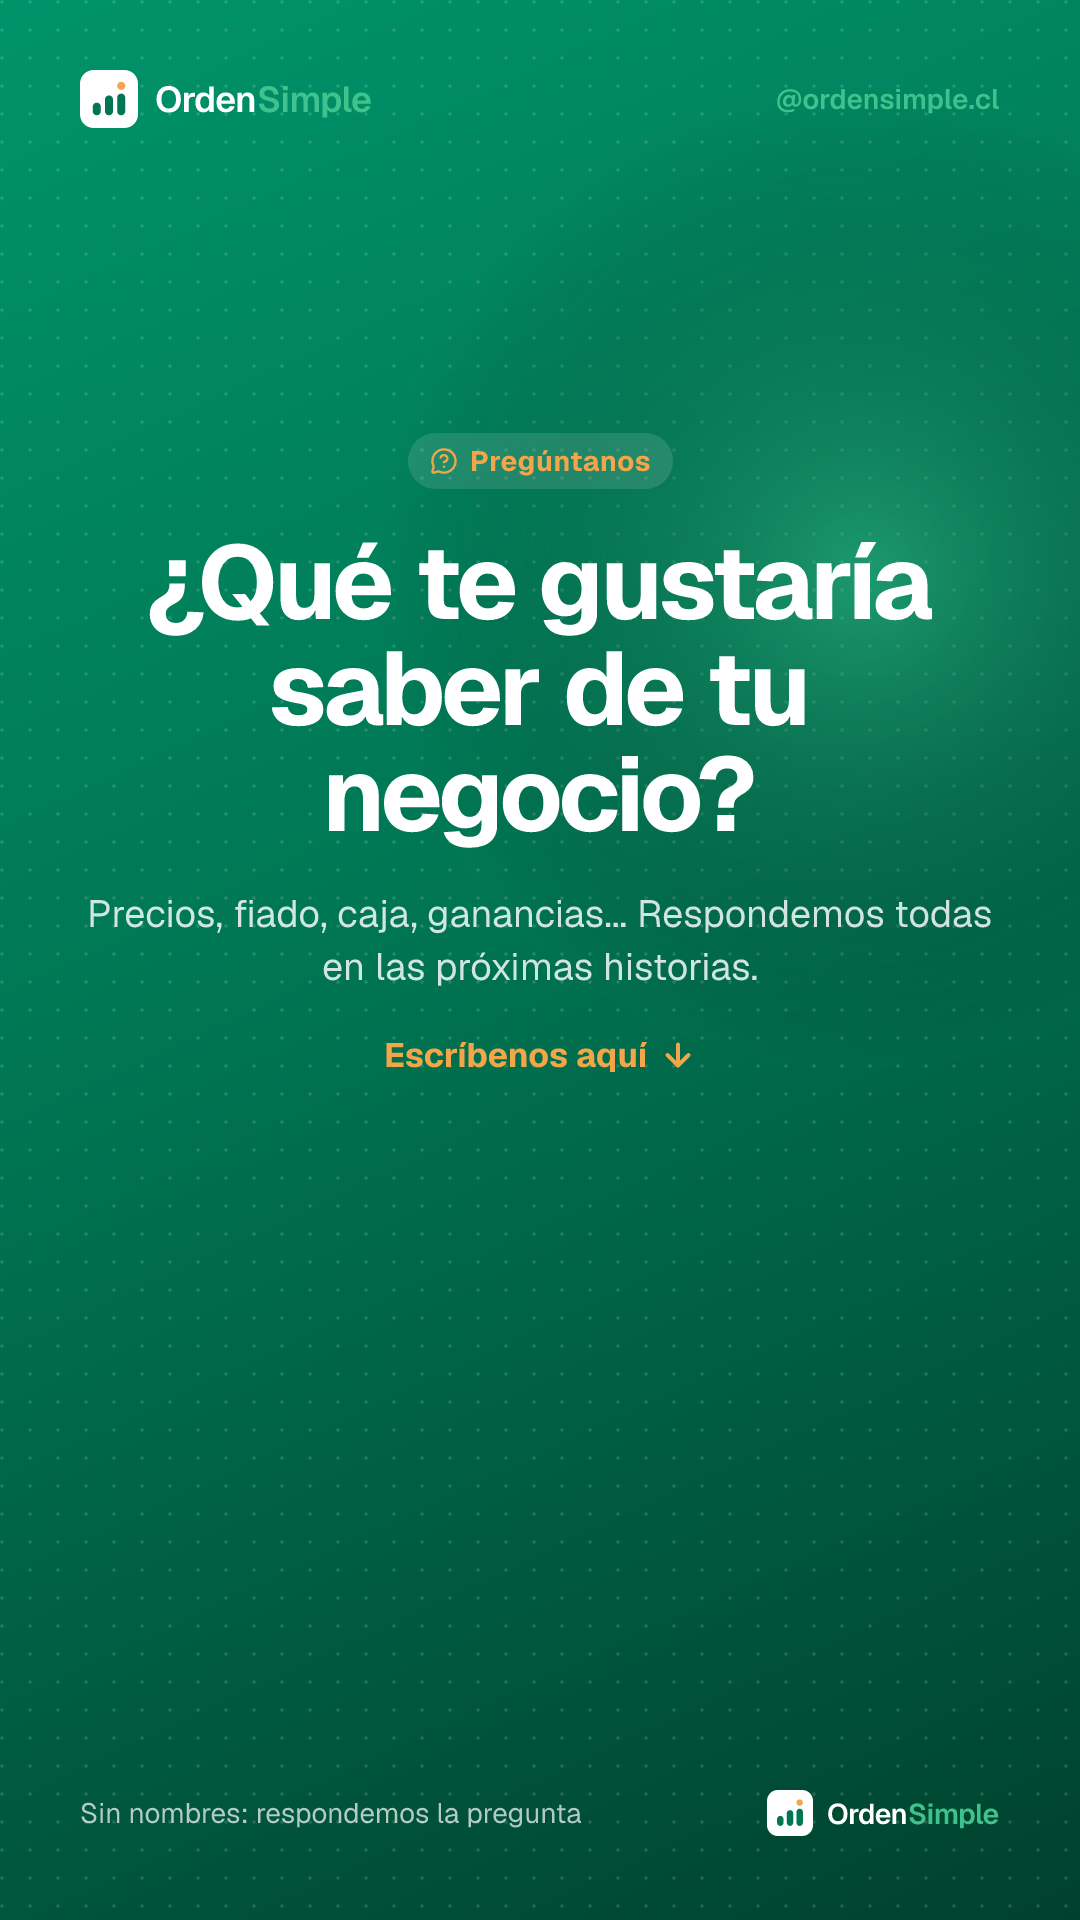 OrdenSimple
@ordensimple.cl
Pregúntanos
¿Qué te gustaría
saber de tu
negocio?
Precios, fiado, caja, ganancias... Respondemos todas
en las próximas historias.
Escríbenos aquí ↓
Sin nombres: respondemos la pregunta
OrdenSimple